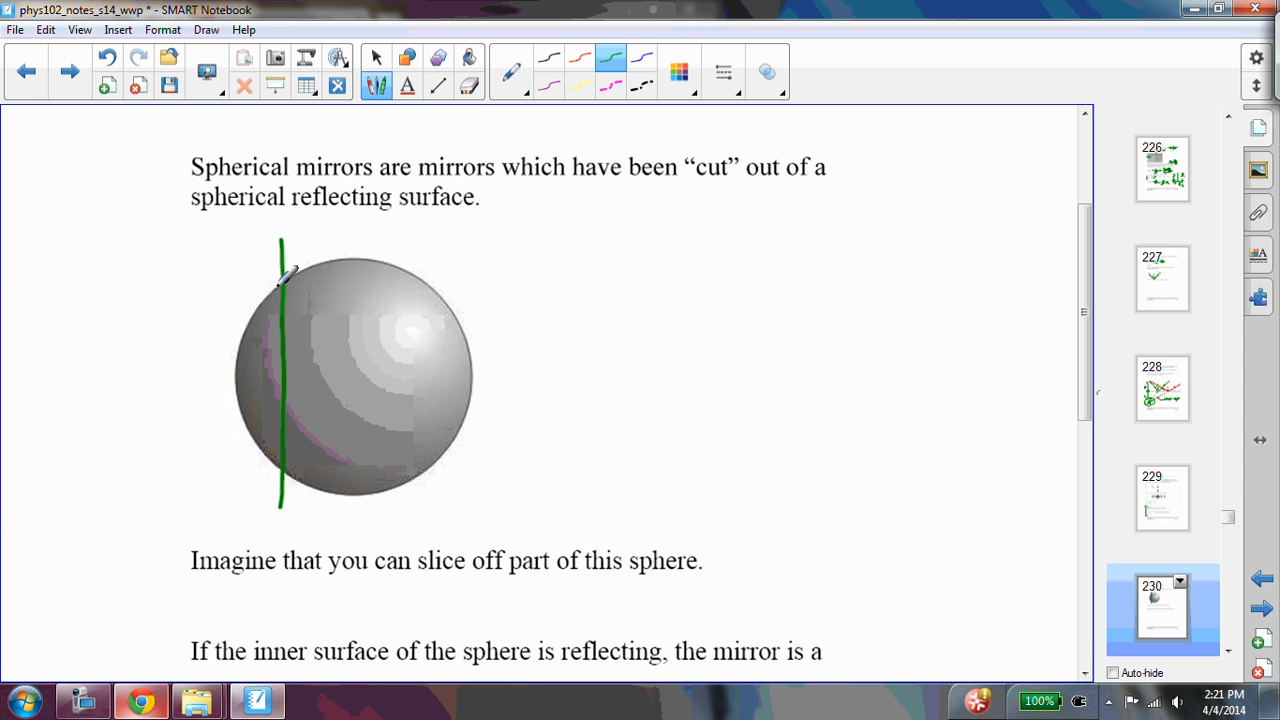 phys102_notes_s14_wwp * - SMART Notebook
File Edit View Insert Format Draw Help
Spherical mirrors are mirrors which have been “cut” out of a
spherical reflecting surface.
Imagine that you can slice off part of this sphere.
If the inner surface of the sphere is reflecting, the mirror is a
226
227
228
229
230
Auto-hide
100%
2:21 PM
4/4/2014